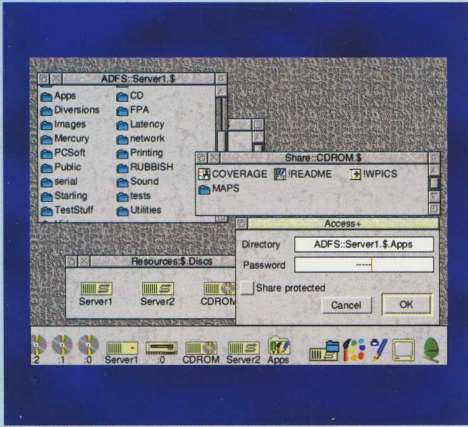 ADFS::Server1.$
Apps CD
Diversions FPA
Images Latency
Mercury network
PCSoft Printing
Public RUBBISH
serial Sound
Starling tests
TestStuff Utilities
Share::CDROM.$
COVERAGE !README !WPICS
MAPS
Access+
Directory ADFS::Server1.$.Apps
Password -----
Share protected
Cancel OK
Resources:$.Discs
Server1 Server2 CDROM
:2 :1 :0 Server1 :0 CDROM Server2 Apps